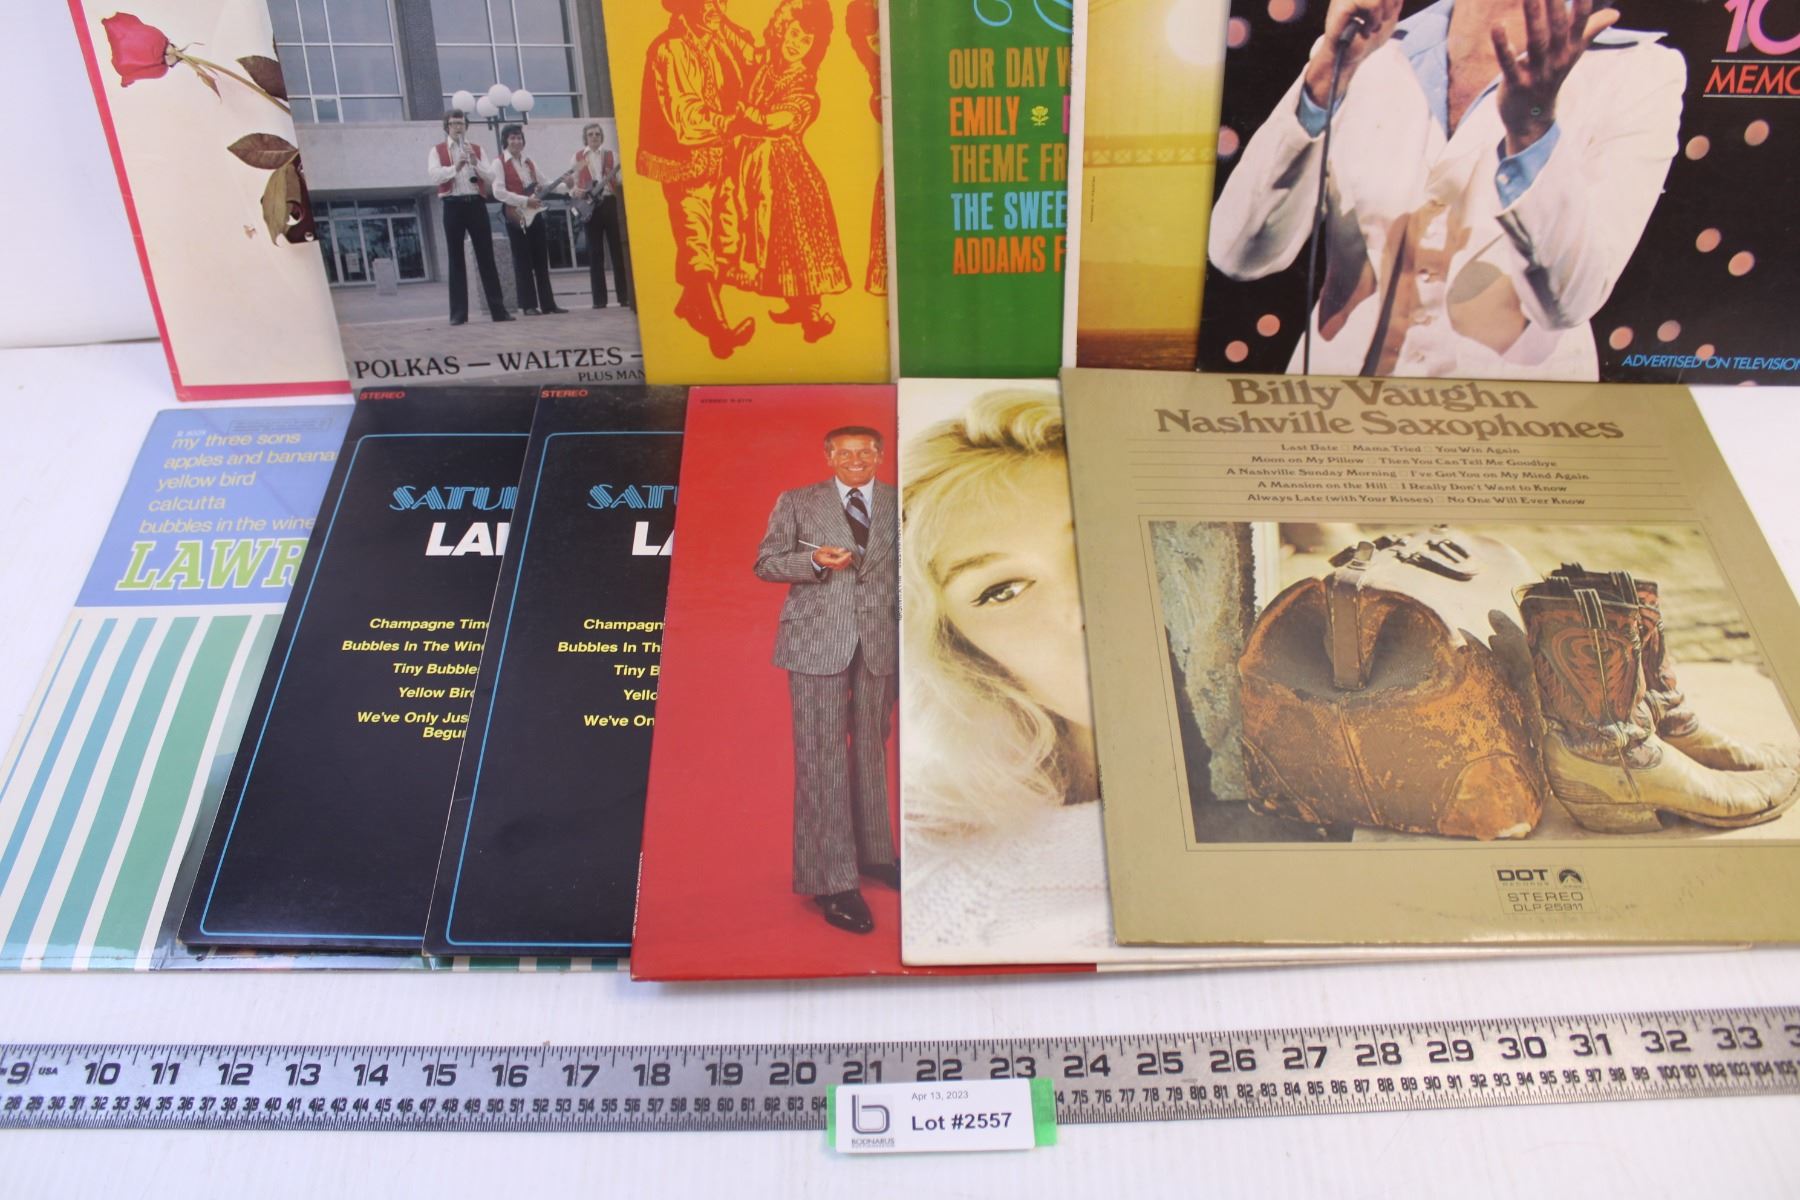 OUR DAY
EMILY
THEME FR
THE SWEE
ADDAMS F
10
MEMO
ADVERTISED ON TELEVISION
POLKAS — WALTZES —
PLUS MAN
my three sons
apples and banana
yellow bird
calcutta
bubbles in the wine
LAWR
STEREO
SATU
LA
Champagne Time
Bubbles In The Wine
Tiny Bubble
Yellow Bird
We've Only Jus
Begu
STEREO
SAT
L
Champagn
Bubbles In Th
Tiny B
Yello
We've On
Billy Vaughn
Nashville Saxophones
Last Date Mama Tried You Win Again
Moon on My Pillow Then You Can Tell Me Goodbye
A Nashville Sunday Morning I've Got You on My Mind Again
A Mansion on the Hill I Really Don't Want to Know
Always Late (with Your Kisses) No One Will Ever Know
DOT
RECORDS
STEREO
DLP 25911
9 USA 10 11 12 13 14 15 16 17 18 19 20 21 22 23 24 25 26 27 28 29 30 31 32 33
Apr 13, 2023
Lot #2557
BODNARUS